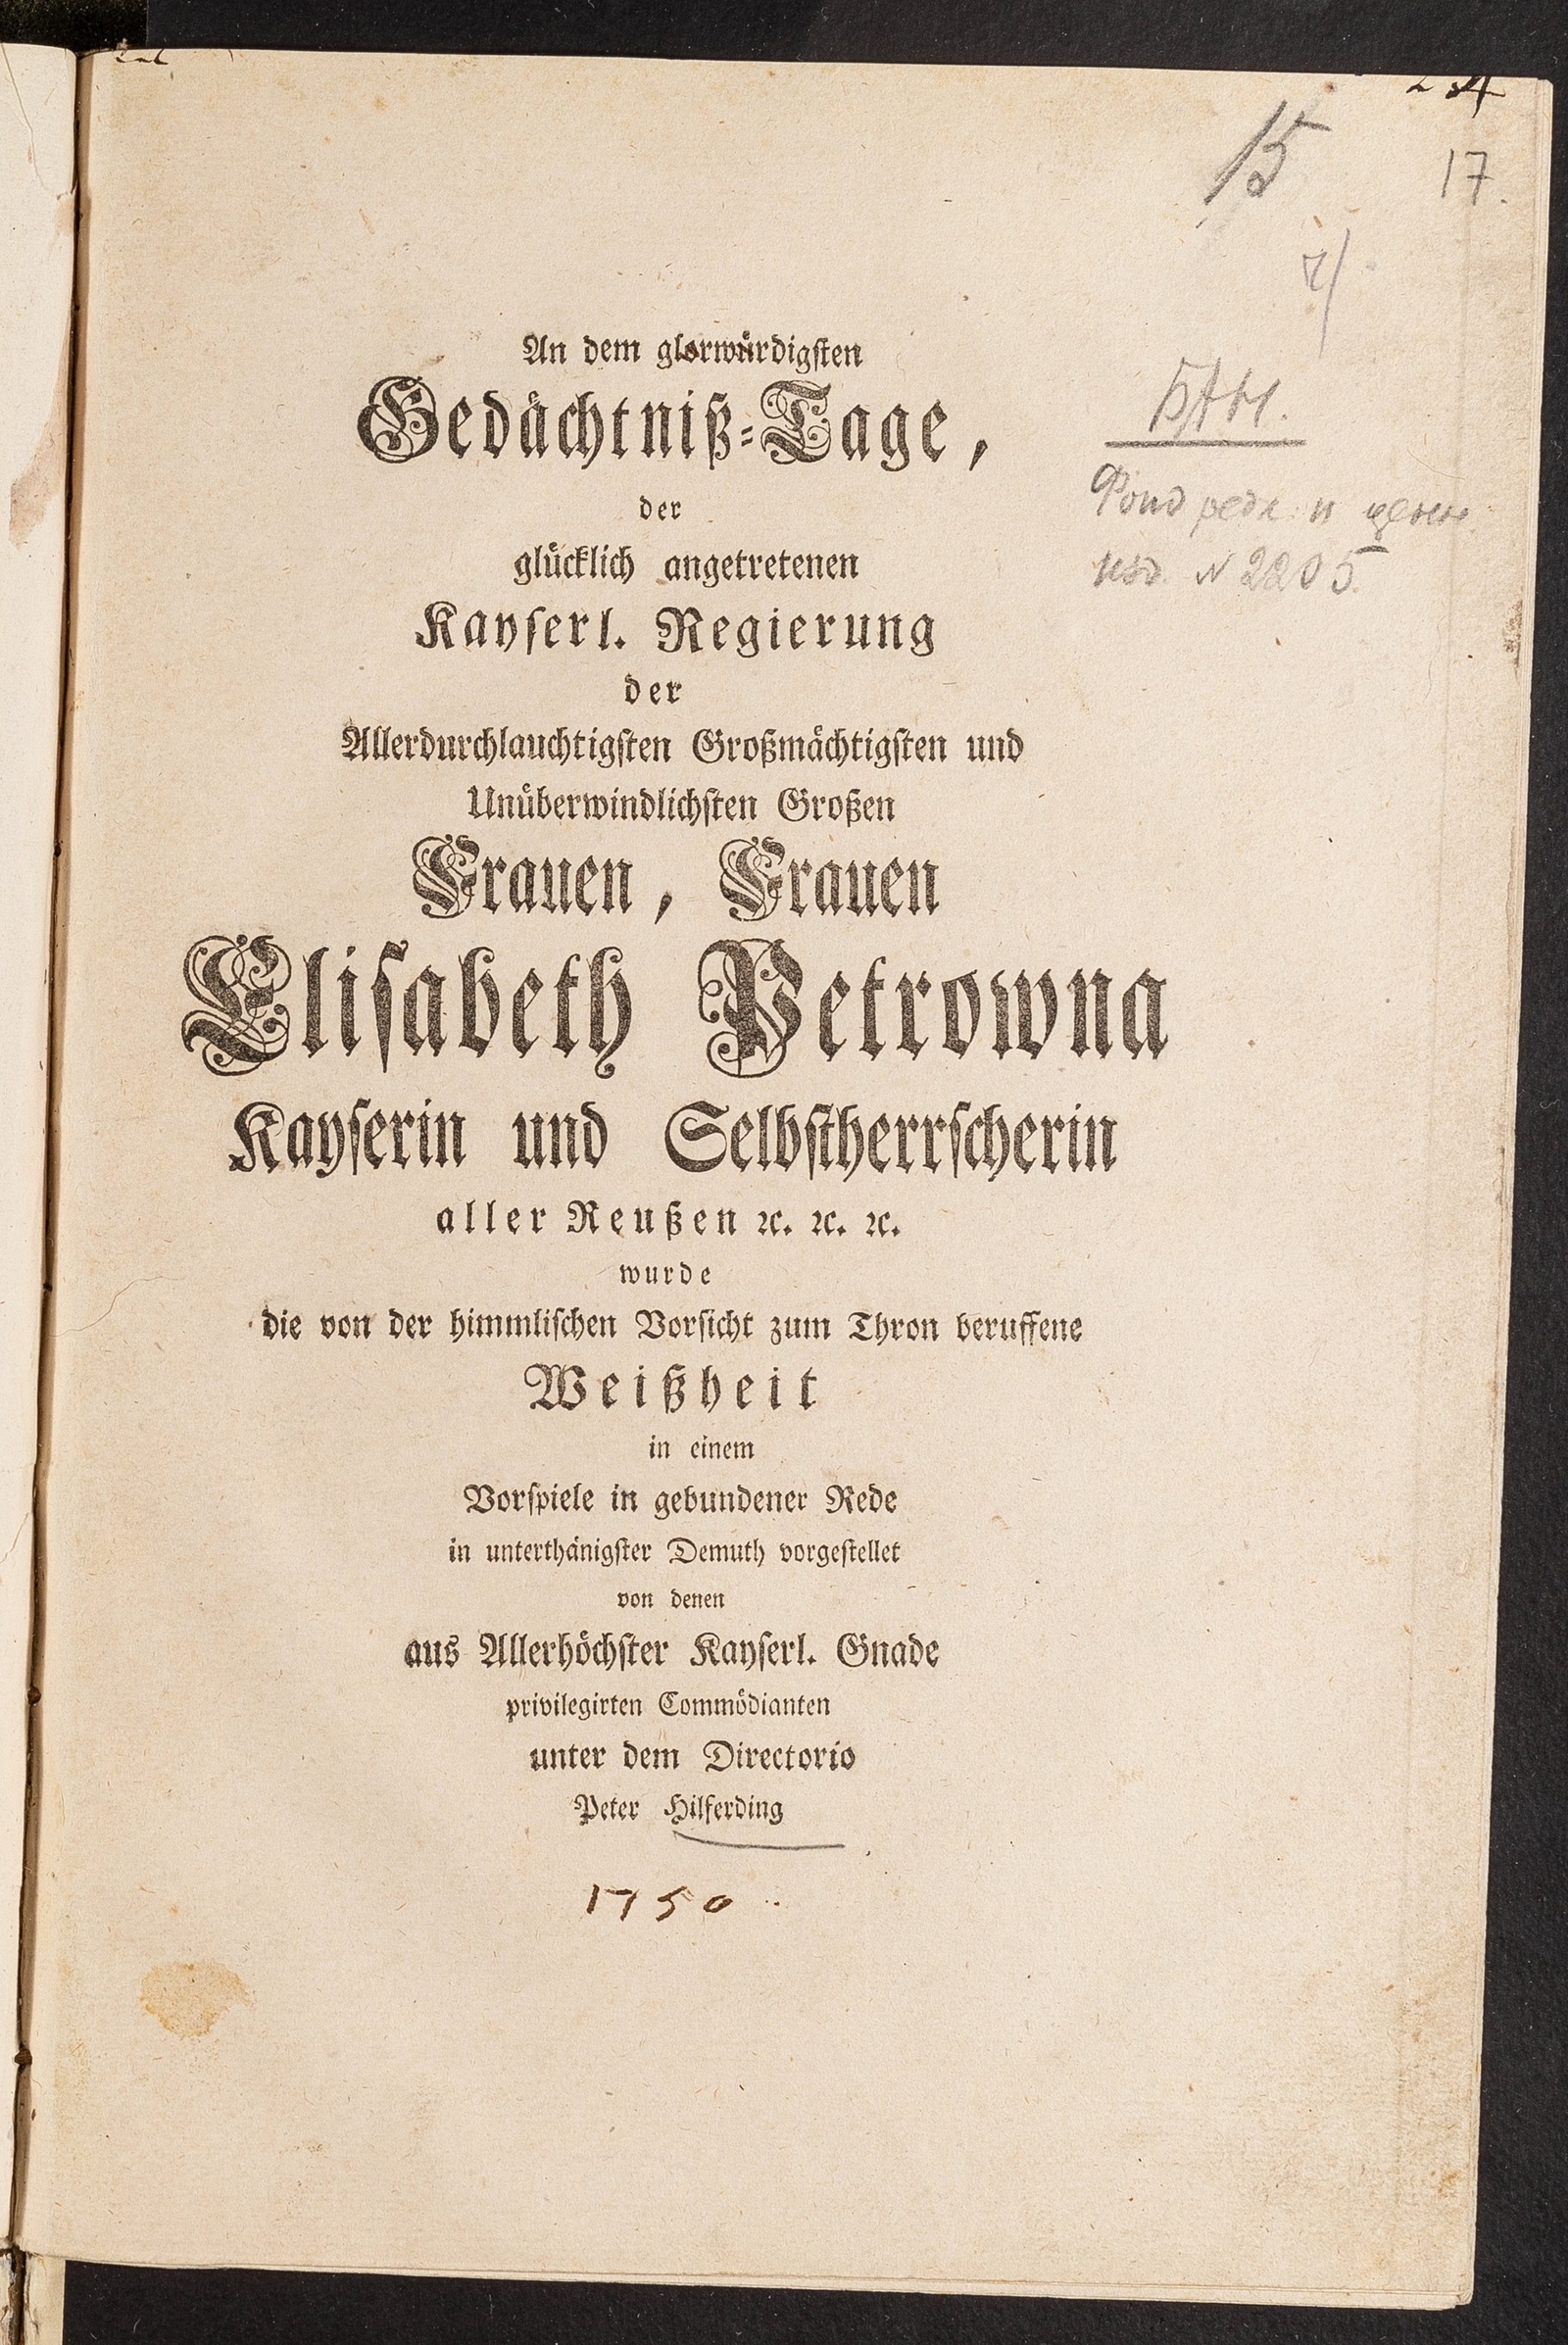 15
17.
An dem glorwürdigsten
Gedächtniß-Tage,
БАН.
der
Фонд редк. и ценн.
glücklich angetretenen
изд. N 2205.
Kayserl. Regierung
der
Allerdurchlauchtigsten Großmächtigsten und
Unüberwindlichsten Großen
Frauen, Frauen
Elisabeth Petrowna
Kayserin und Selbstherrscherin
aller Reußen ꝛc. ꝛc. ꝛc.
wurde
die von der himmlischen Vorsicht zum Thron beruffene
Weißheit
in einem
Vorspiele in gebundener Rede
in unterthänigster Demuth vorgestellet
von denen
aus Allerhöchster Kayserl. Gnade
privilegirten Commödianten
unter dem Directorio
Peter Hilferding
1750